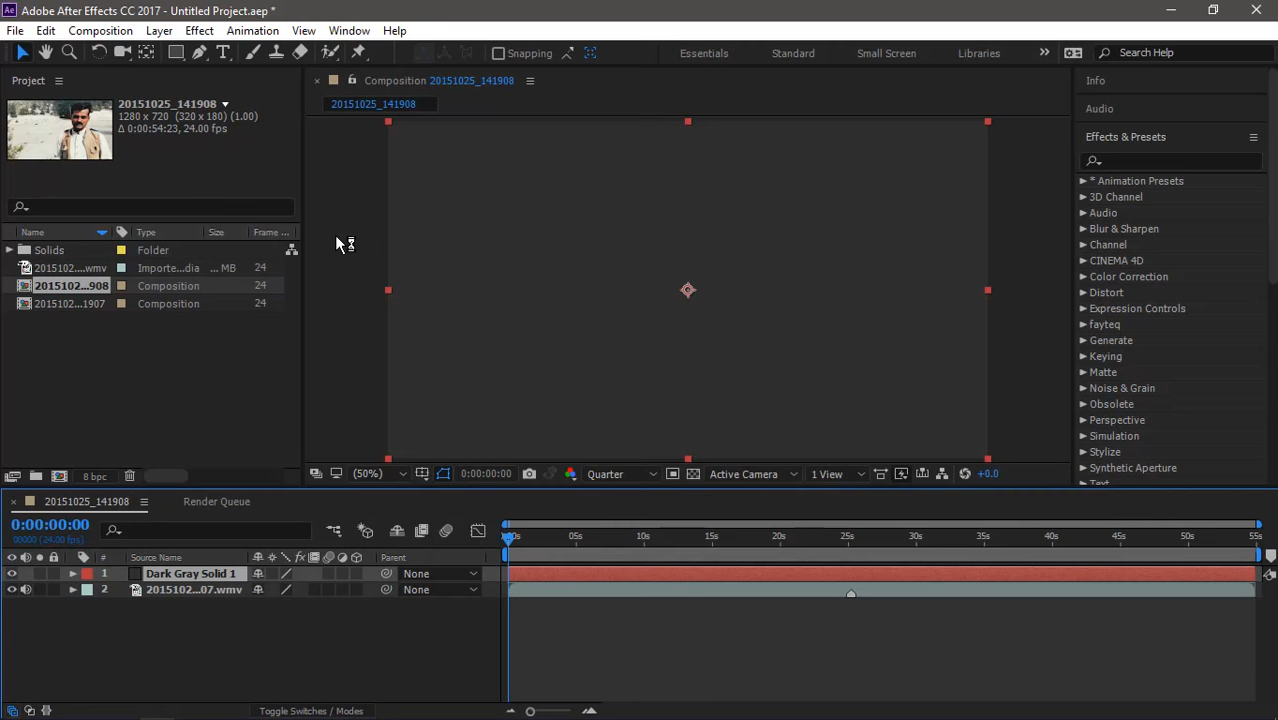 Ae Adobe After Effects CC 2017 - Untitled Project.aep *
File Edit Composition Layer Effect Animation View Window Help
Snapping Essentials Standard Small Screen Libraries Search Help
Project
20151025_141908
1280 x 720 (320 x 180) (1.00)
Δ 0:00:54:23, 24.00 fps
Name Type Size Frame ...
Solids Folder
2015102....wmv Importe...dia ... MB 24
2015102...908 Composition 24
2015102...1907 Composition 24
8 bpc
Composition 20151025_141908
20151025_141908
(50%) 0:00:00:00 Quarter Active Camera 1 View +0.0
Info
Audio
Effects & Presets
* Animation Presets
3D Channel
Audio
Blur & Sharpen
Channel
CINEMA 4D
Color Correction
Distort
Expression Controls
fayteq
Generate
Keying
Matte
Noise & Grain
Obsolete
Perspective
Simulation
Stylize
Synthetic Aperture
Text
20151025_141908 Render Queue
0:00:00:00
00000 (24.00 fps)
05s 10s 15s 20s 25s 30s 35s 40s 45s 50s 55s
# Source Name Parent
1 Dark Gray Solid 1 None
2 2015102...07.wmv None
Toggle Switches / Modes